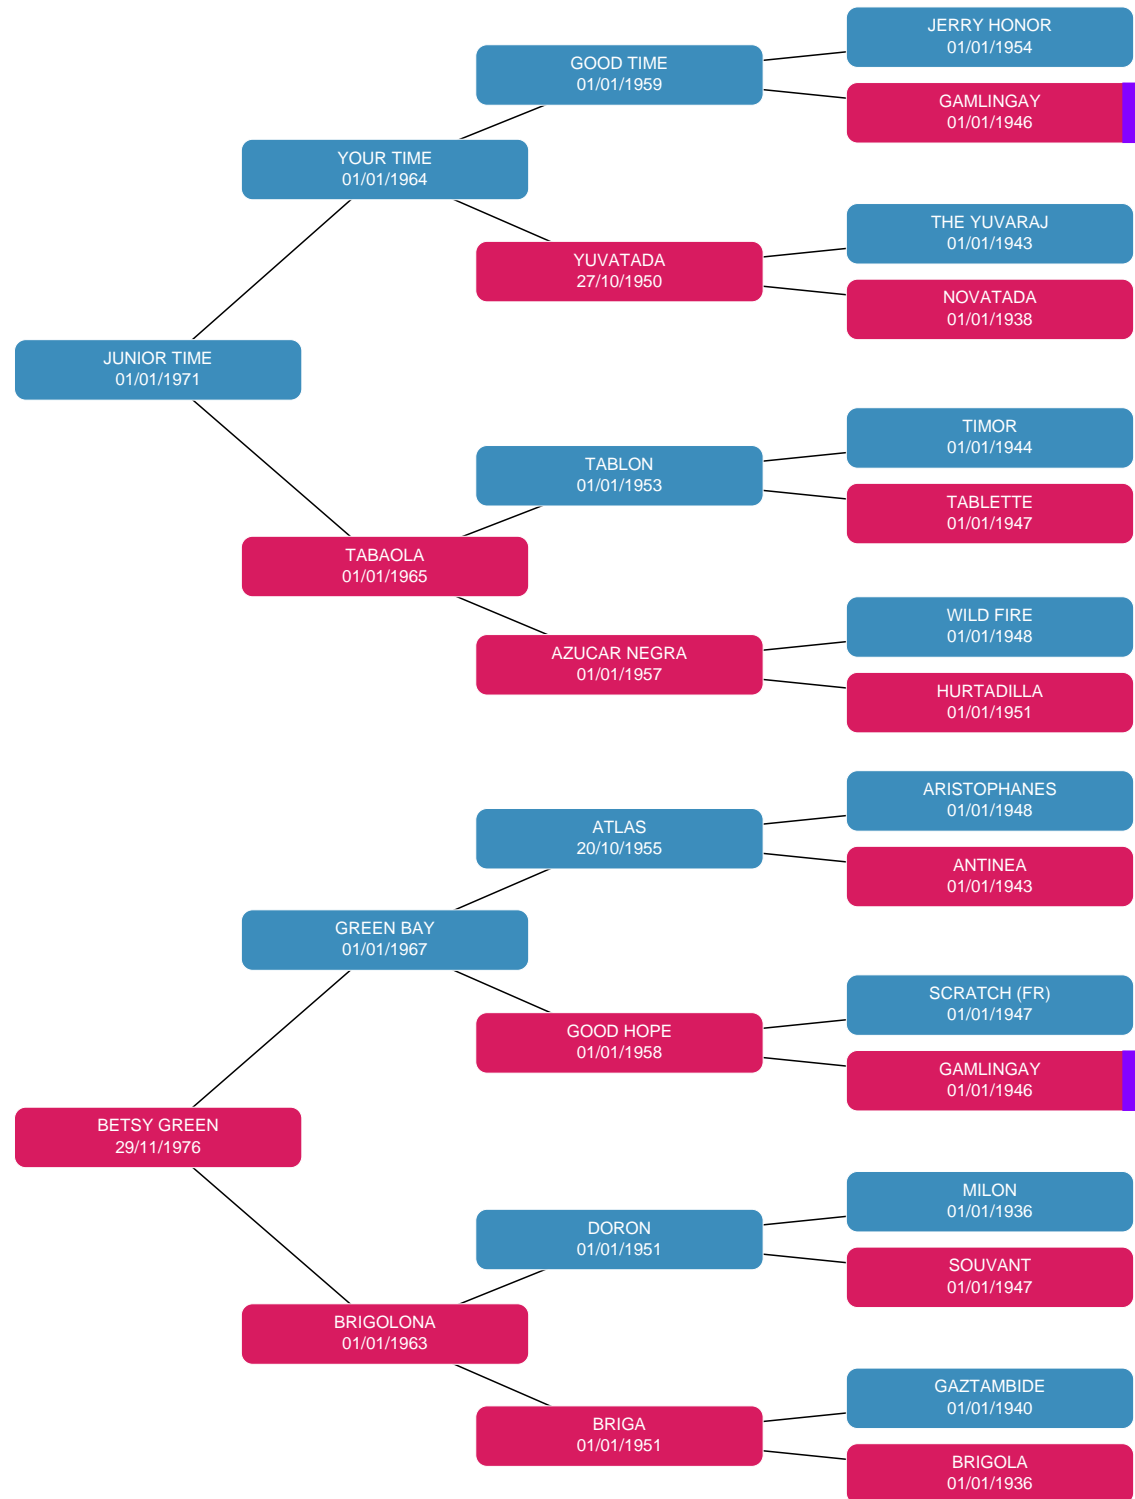 JERRY HONOR
01/01/1954
GOOD TIME
01/01/1959
GAMLINGAY
01/01/1946
YOUR TIME
01/01/1964
THE YUVARAJ
01/01/1943
YUVATADA
27/10/1950
NOVATADA
01/01/1938
JUNIOR TIME
01/01/1971
TIMOR
01/01/1944
TABLON
01/01/1953
TABLETTE
01/01/1947
TABAOLA
01/01/1965
WILD FIRE
01/01/1948
AZUCAR NEGRA
01/01/1957
HURTADILLA
01/01/1951
ARISTOPHANES
01/01/1948
ATLAS
20/10/1955
ANTINEA
01/01/1943
GREEN BAY
01/01/1967
SCRATCH (FR)
01/01/1947
GOOD HOPE
01/01/1958
GAMLINGAY
01/01/1946
BETSY GREEN
29/11/1976
MILON
01/01/1936
DORON
01/01/1951
SOUVANT
01/01/1947
BRIGOLONA
01/01/1963
GAZTAMBIDE
01/01/1940
BRIGA
01/01/1951
BRIGOLA
01/01/1936